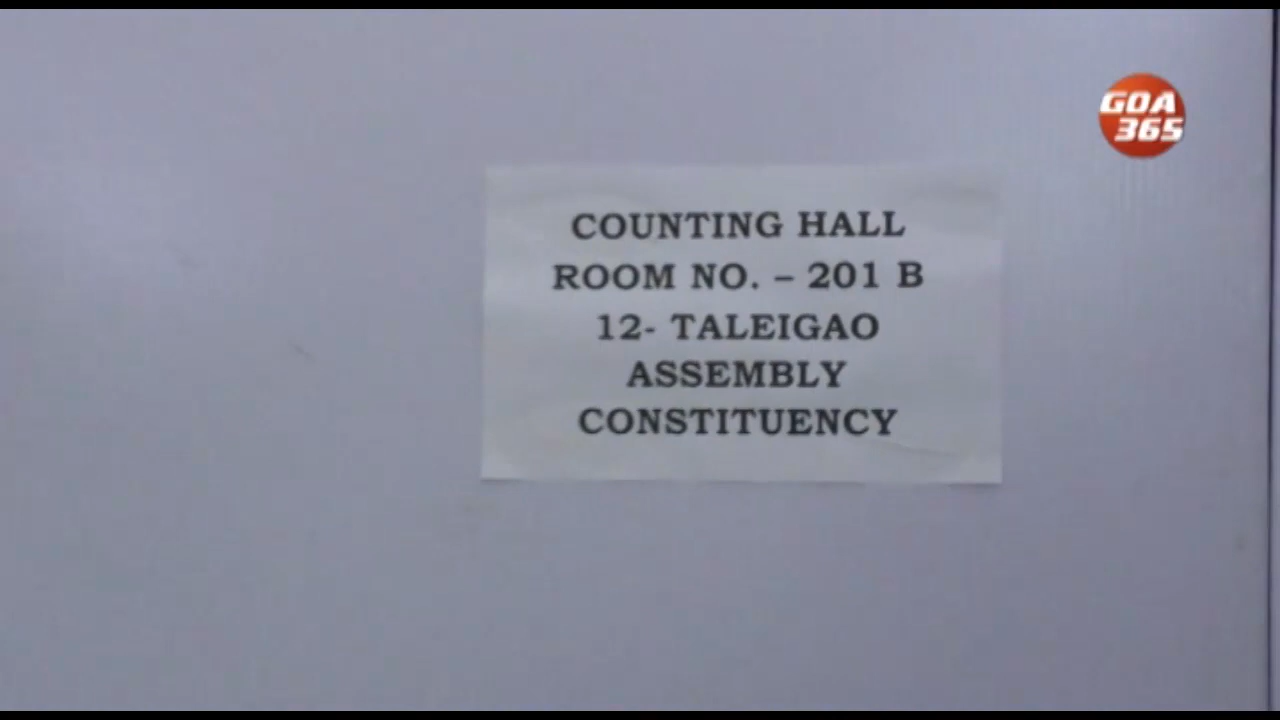 GOA
365
COUNTING HALL
ROOM NO. – 201 B
12- TALEIGAO
ASSEMBLY
CONSTITUENCY